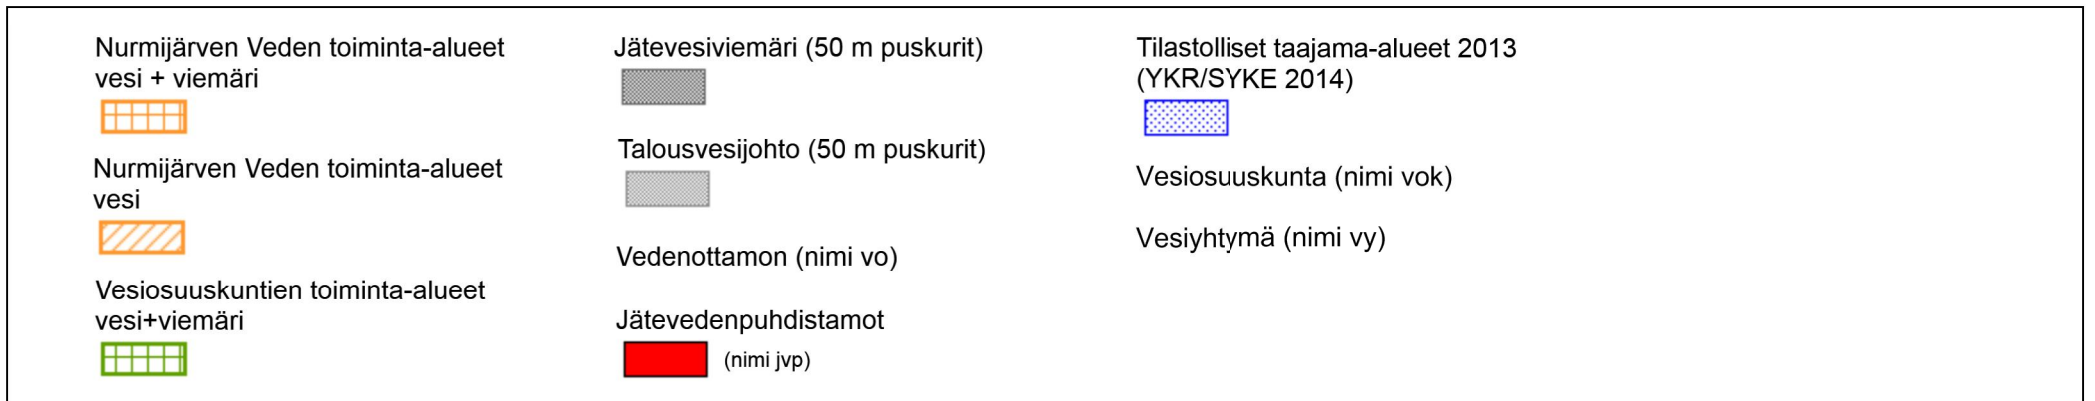 Nurmijärven Veden toiminta-alueet
vesi + viemäri
Nurmijärven Veden toiminta-alueet
vesi
Vesiosuuskuntien toiminta-alueet
vesi+viemäri
Jätevesiviemäri (50 m puskurit)
Talousvesijohto (50 m puskurit)
Vedenottamon (nimi vo)
Jätevedenpuhdistamot
(nimi jvp)
Tilastolliset taajama-alueet 2013
(YKR/SYKE 2014)
Vesiosuuskunta (nimi vok)
Vesiyhtymä (nimi vy)